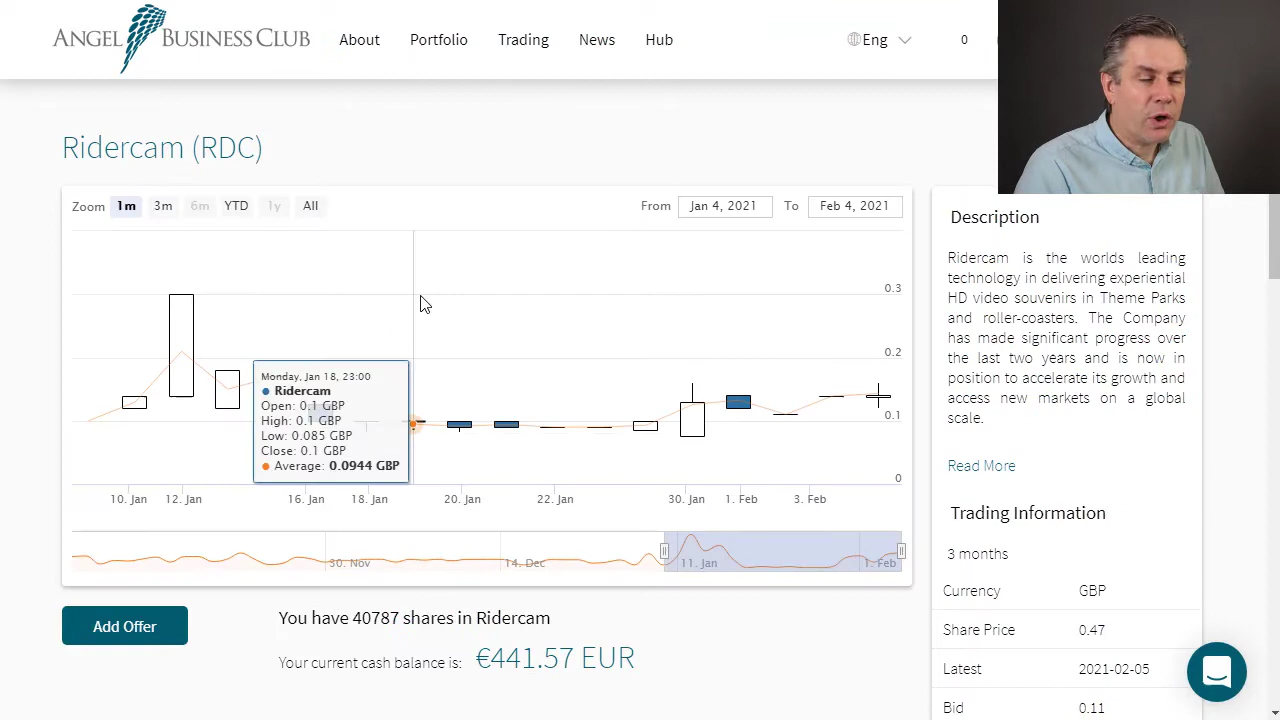 ANGEL BUSINESS CLUB
About
Portfolio
Trading
News
Hub
Eng
0
Ridercam (RDC)
Zoom 1m 3m 6m YTD 1y All
From Jan 4, 2021 To Feb 4, 2021
0.3
0.2
0.1
0
Monday, Jan 18, 23:00
Ridercam
Open: 0.1 GBP
High: 0.1 GBP
Low: 0.085 GBP
Close: 0.1 GBP
Average: 0.0944 GBP
10. Jan 12. Jan 16. Jan 18. Jan 20. Jan 22. Jan 30. Jan 1. Feb 3. Feb
30. Nov 14. Dec 11. Jan 1. Feb
Add Offer
You have 40787 shares in Ridercam
Your current cash balance is: €441.57 EUR
Description
Ridercam is the worlds leading
technology in delivering experiential
HD video souvenirs in Theme Parks
and roller-coasters. The Company
has made significant progress over
the last two years and is now in
position to accelerate its growth and
access new markets on a global
scale.
Read More
Trading Information
3 months
Currency GBP
Share Price 0.47
Latest 2021-02-05
Bid 0.11